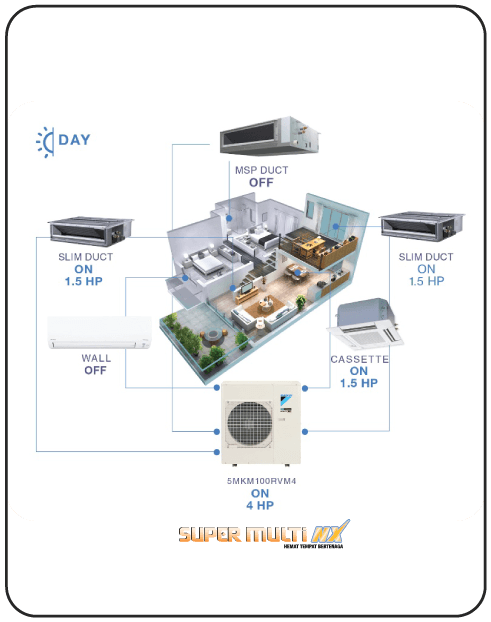 DAY
MSP DUCT
OFF
SLIM DUCT
ON
1.5 HP
SLIM DUCT
ON
1.5 HP
WALL
OFF
CASSETTE
ON
1.5 HP
5MKM100RVM4
ON
4 HP
SUPER MULTi NX
HEMAT TEMPAT BERTENAGA